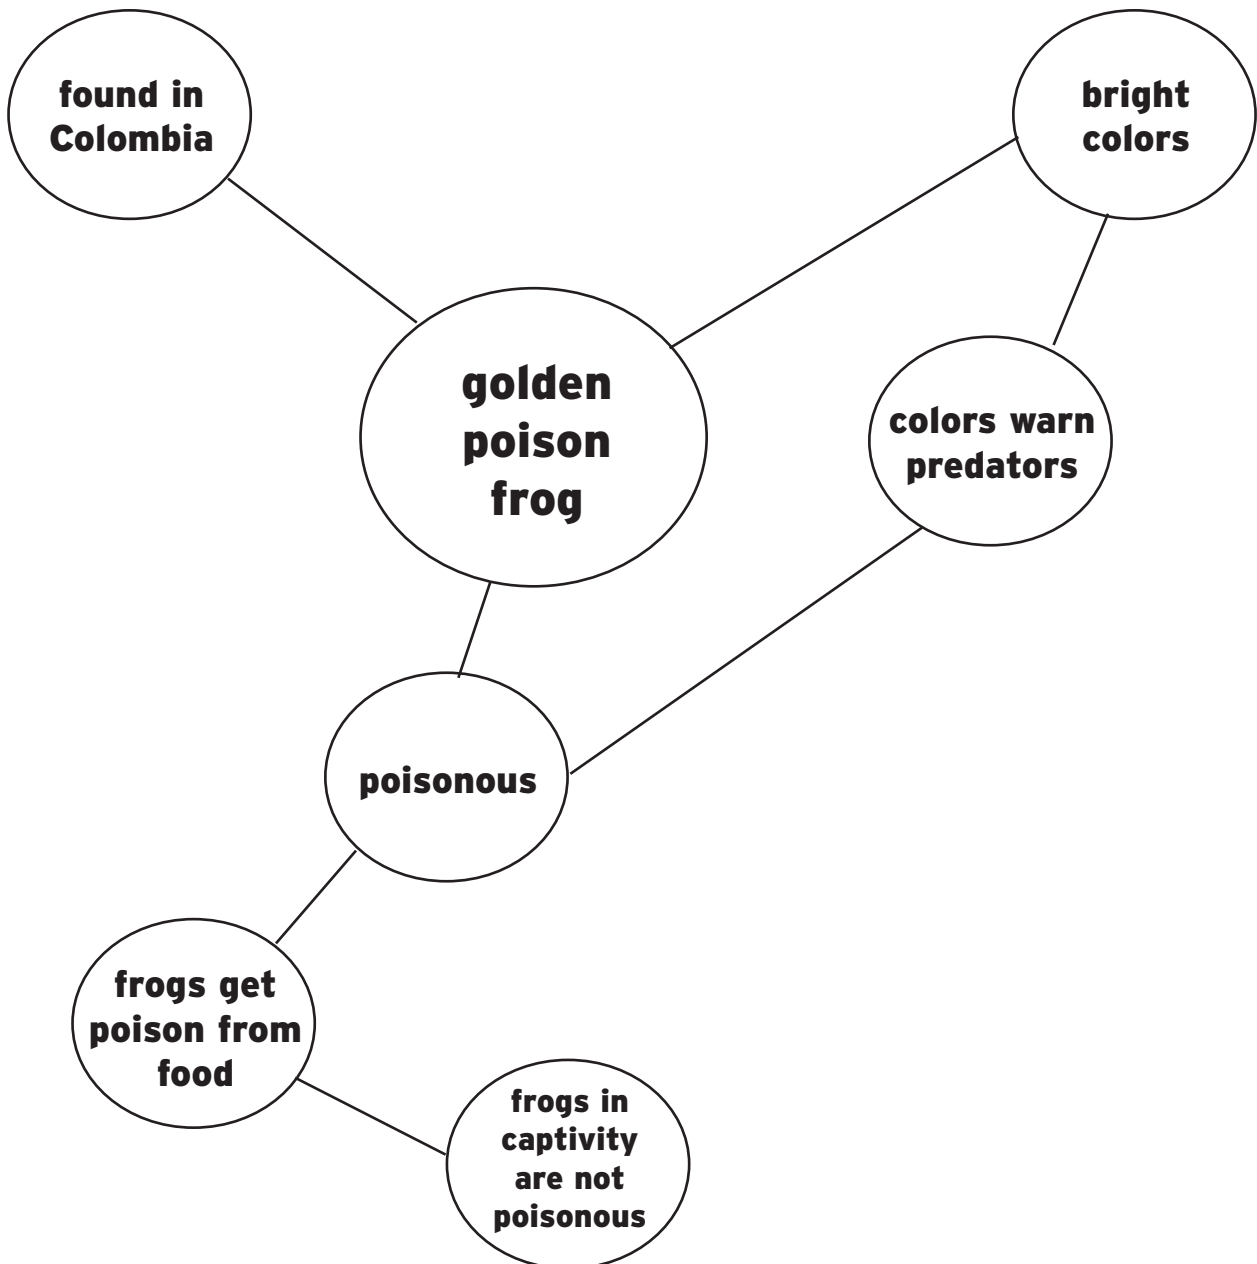 found in
Colombia
bright
colors
golden
poison
frog
colors warn
predators
poisonous
frogs get
poison from
food
frogs in
captivity
are not
poisonous